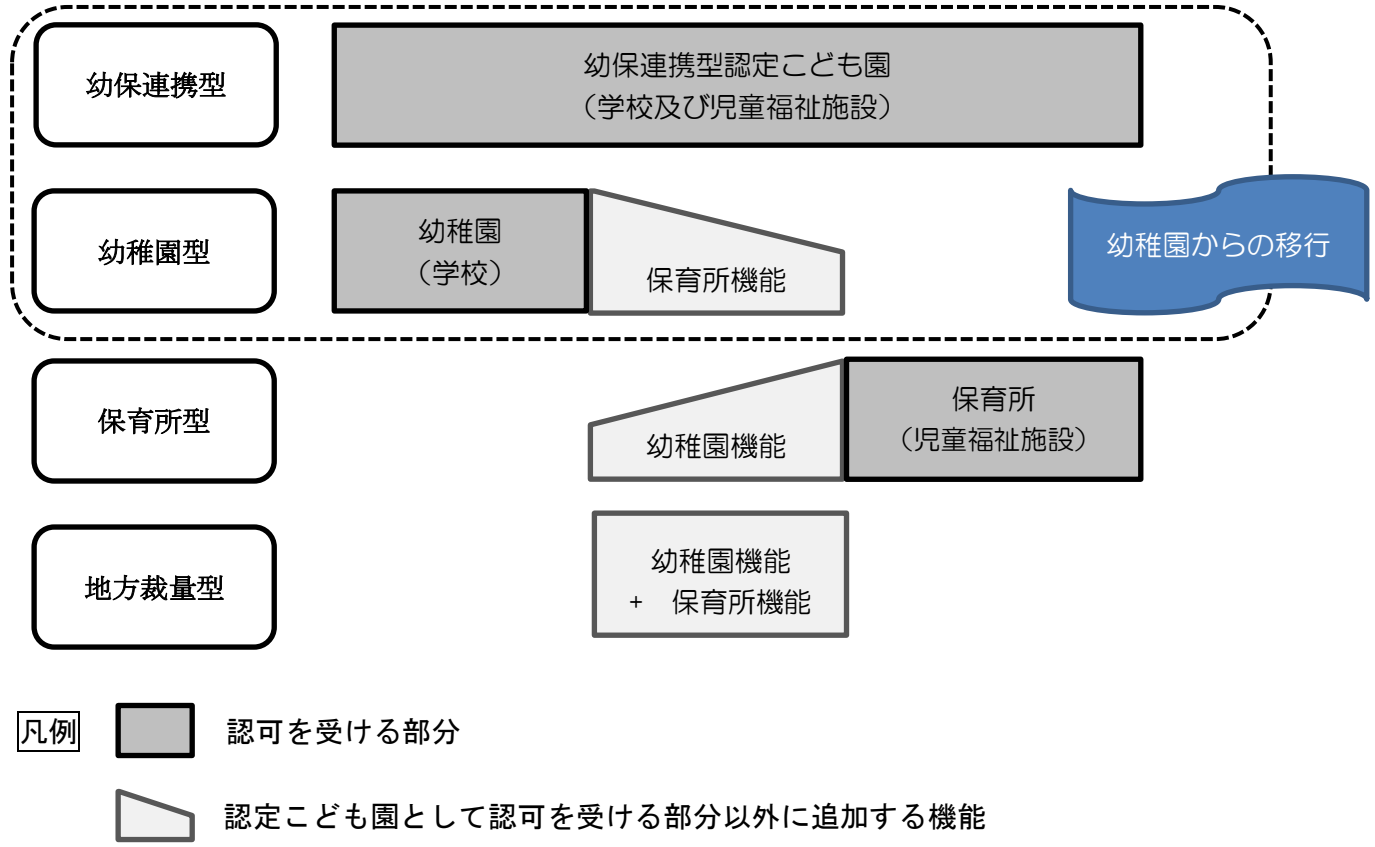 幼保連携型
幼保連携型認定こども園
（学校及び児童福祉施設）
幼稚園型
幼稚園
（学校）
保育所機能
幼稚園からの移行
保育所型
幼稚園機能
保育所
（児童福祉施設）
地方裁量型
幼稚園機能
+　保育所機能
凡例
認可を受ける部分
認定こども園として認可を受ける部分以外に追加する機能